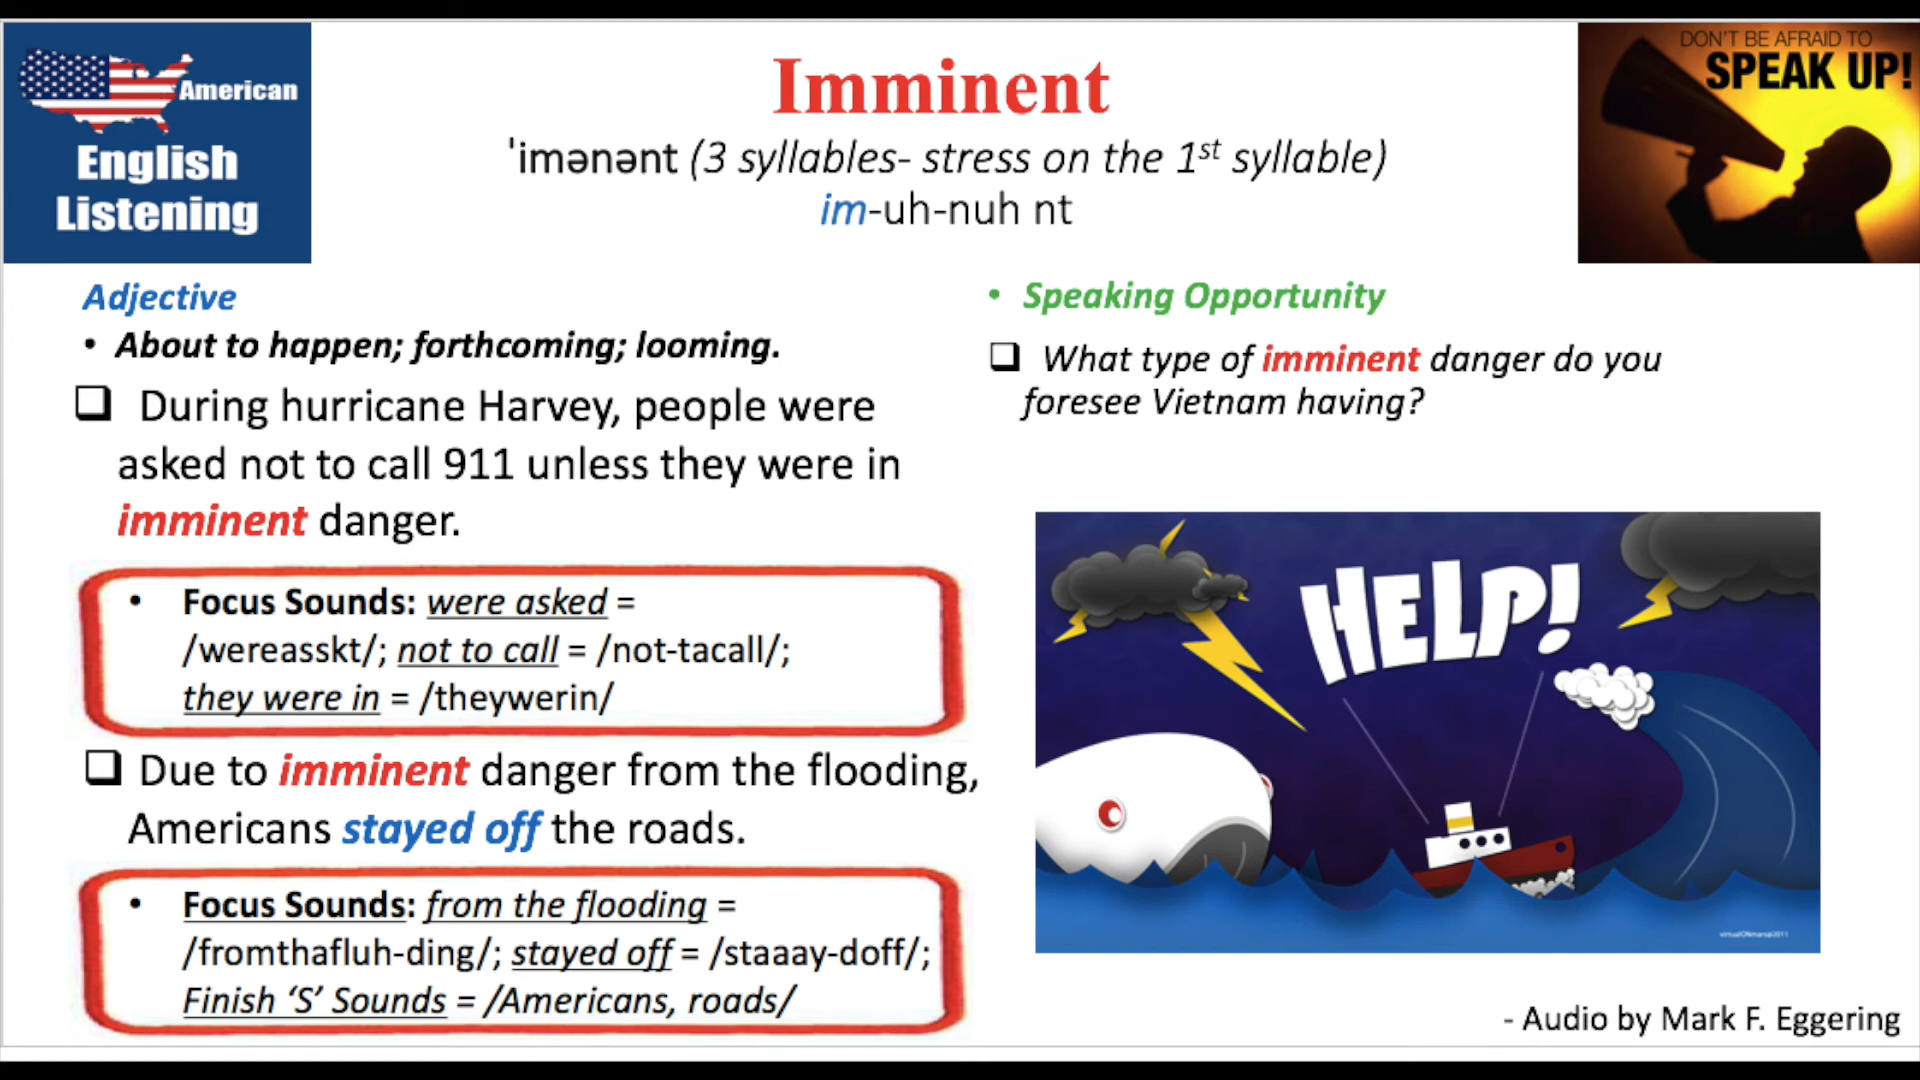 American
English
Listening
Imminent
ˈimənənt (3 syllables- stress on the 1st syllable)
im-uh-nuh nt
DON'T BE AFRAID TO
SPEAK UP!
Adjective
• About to happen; forthcoming; looming.
❑ During hurricane Harvey, people were
asked not to call 911 unless they were in
imminent danger.
• Focus Sounds: were asked =
/wereasskt/; not to call = /not-tacall/;
they were in = /theywerin/
❑ Due to imminent danger from the flooding,
Americans stayed off the roads.
• Focus Sounds: from the flooding =
/fromthafluh-ding/; stayed off = /staaay-doff/;
Finish ‘S’ Sounds = /Americans, roads/
• Speaking Opportunity
❑ What type of imminent danger do you
foresee Vietnam having?
HELP!
- Audio by Mark F. Eggering